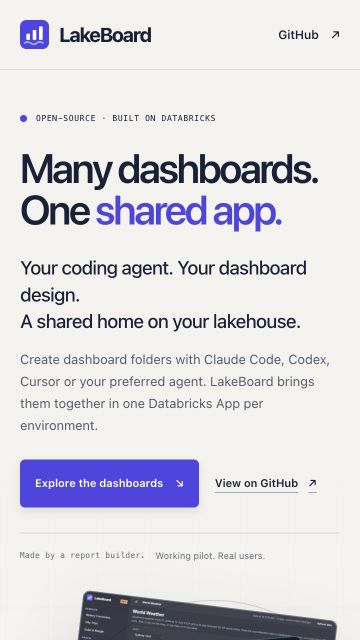 LakeBoard
GitHub ↗
OPEN-SOURCE · BUILT ON DATABRICKS
Many dashboards.
One shared app.
Your coding agent. Your dashboard
design.
A shared home on your lakehouse.
Create dashboard folders with Claude Code, Codex,
Cursor or your preferred agent. LakeBoard brings
them together in one Databricks App per
environment.
Explore the dashboards ↘
View on GitHub ↗
Made by a report builder. Working pilot. Real users.
LakeBoard
World Weather
World Weather